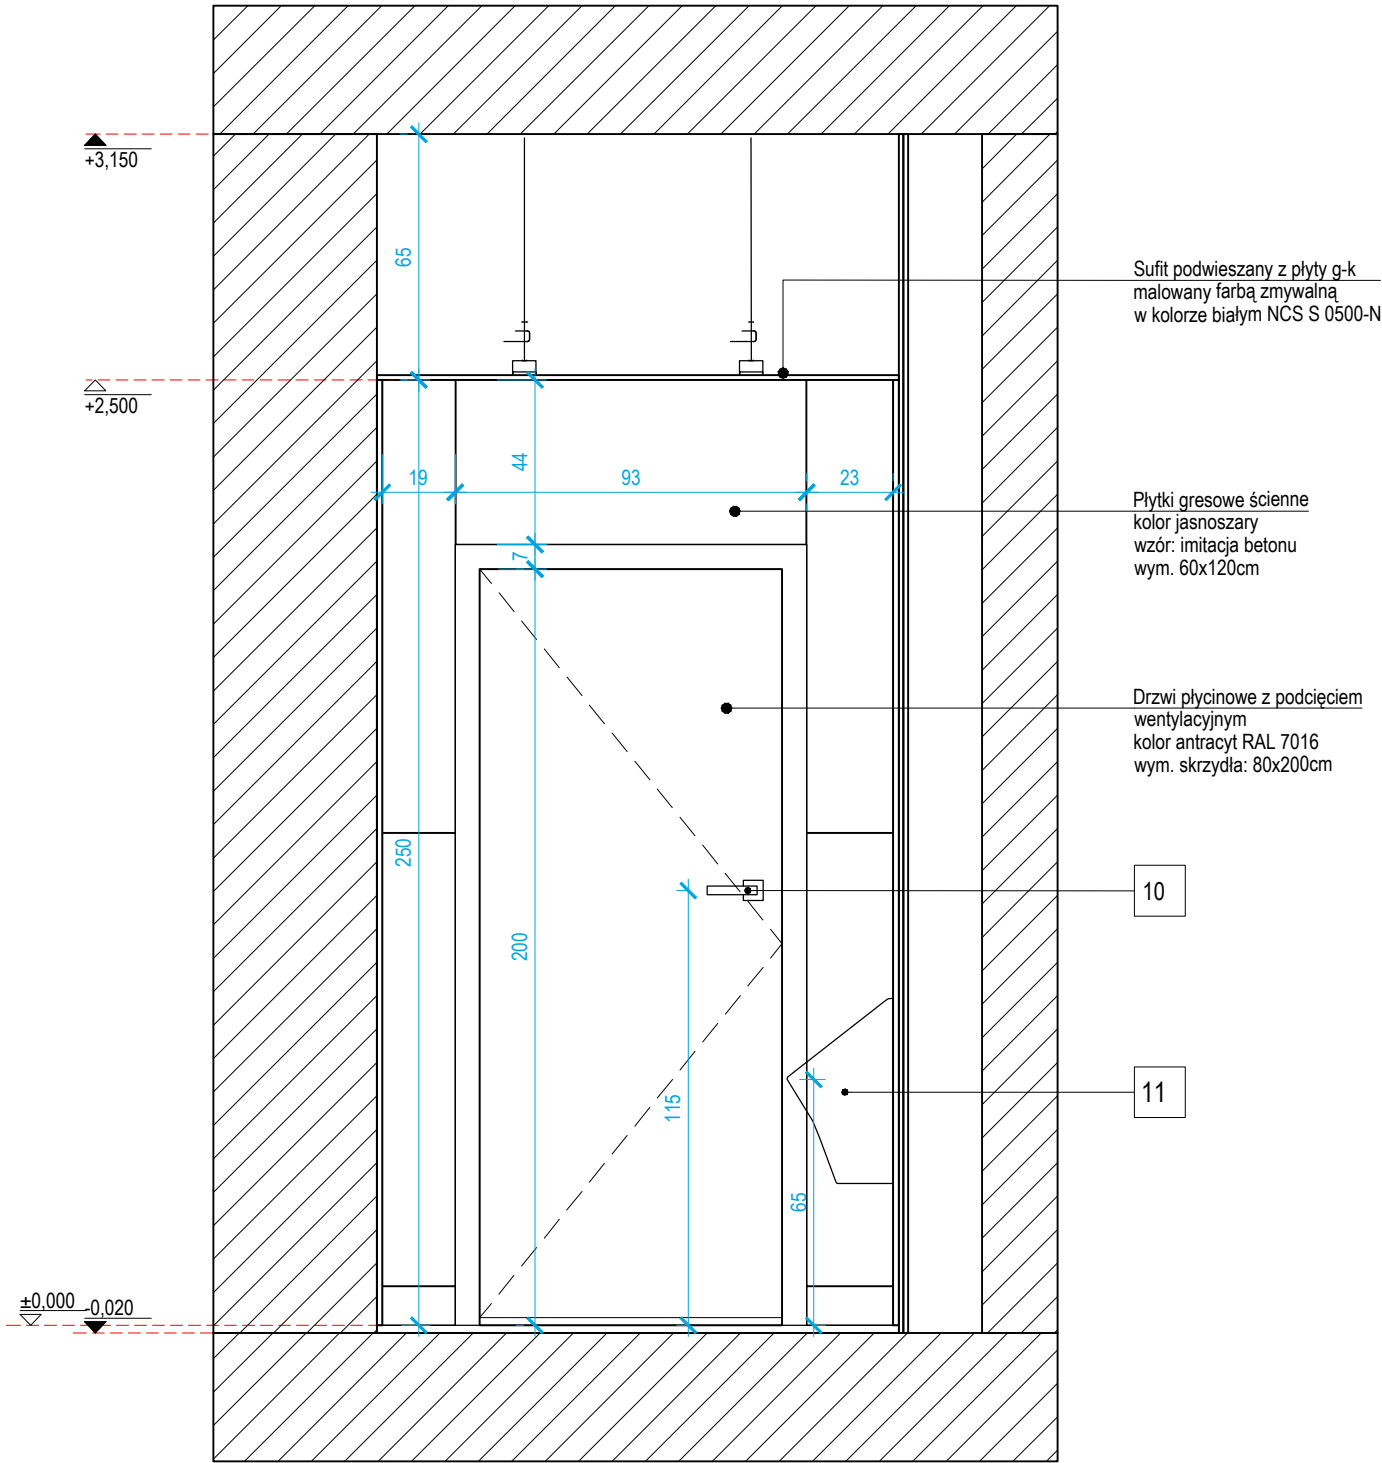 +3,150
65
Sufit podwieszany z płyty g-k
malowany farbą zmywalną
w kolorze białym NCS S 0500-N
+2,500
44
19
93
23
Płytki gresowe ścienne
kolor jasnoszary
wzór: imitacja betonu
wym. 60x120cm
7
Drzwi płycinowe z podcięciem
wentylacyjnym
kolor antracyt RAL 7016
wym. skrzydła: 80x200cm
250
10
200
11
115
65
±0,000
-0,020